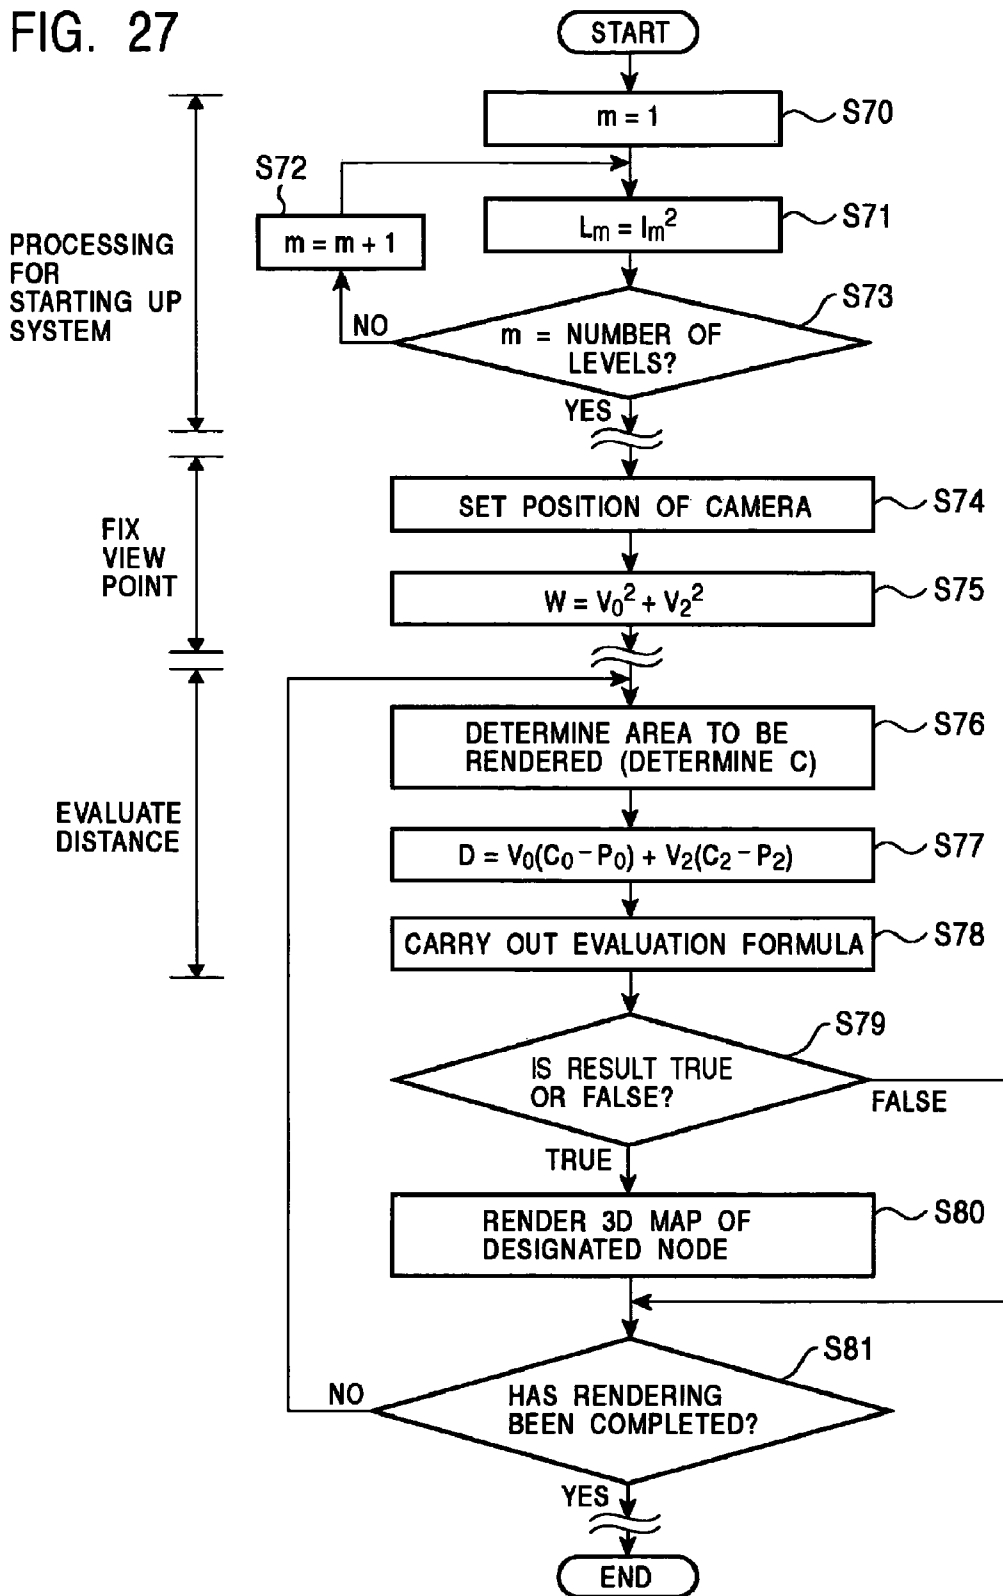 FIG. 27
START
m = 1
S70
S72
m = m + 1
Lm = lm²
S71
PROCESSING
FOR
STARTING UP
SYSTEM
S73
NO
m = NUMBER OF
LEVELS?
YES
SET POSITION OF CAMERA
S74
FIX
VIEW
POINT
W = V₀² + V₂²
S75
DETERMINE AREA TO BE
RENDERED (DETERMINE C)
S76
EVALUATE
DISTANCE
D = V₀(C₀ - P₀) + V₂(C₂ - P₂)
S77
CARRY OUT EVALUATION FORMULA
S78
S79
IS RESULT TRUE
OR FALSE?
FALSE
TRUE
RENDER 3D MAP OF
DESIGNATED NODE
S80
S81
NO
HAS RENDERING
BEEN COMPLETED?
YES
END